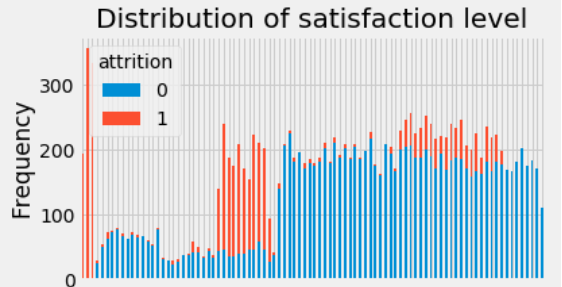 Distribution of satisfaction level
attrition
0
1
Frequency
300
200
100
0